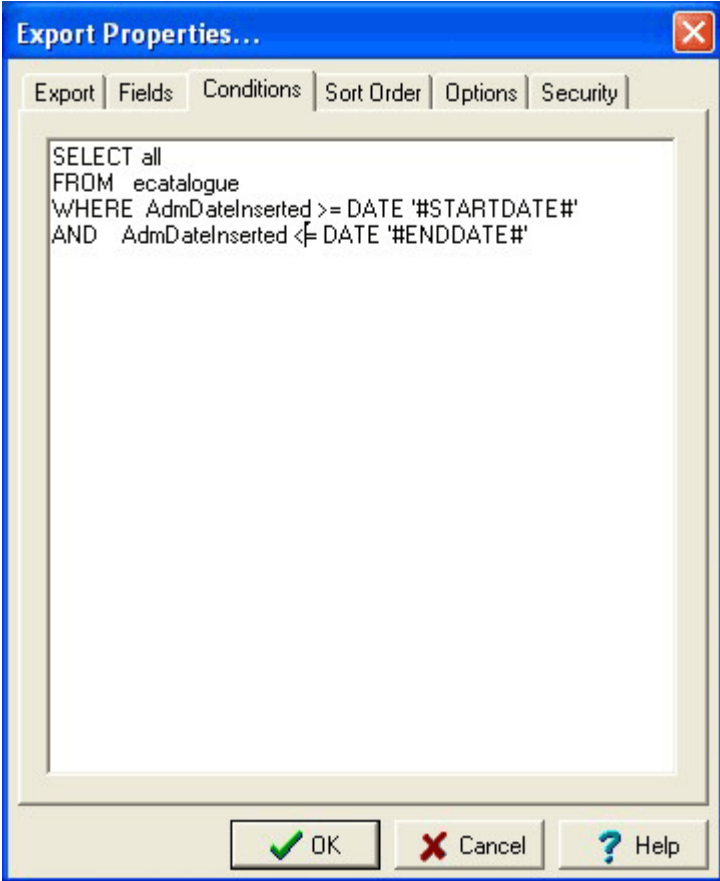 Export Properties...
Export Fields Conditions Sort Order Options Security
SELECT all
FROM ecatalogue
WHERE AdmDateInserted >= DATE '#STARTDATE#'
AND AdmDateInserted <= DATE '#ENDDATE#'
OK Cancel Help